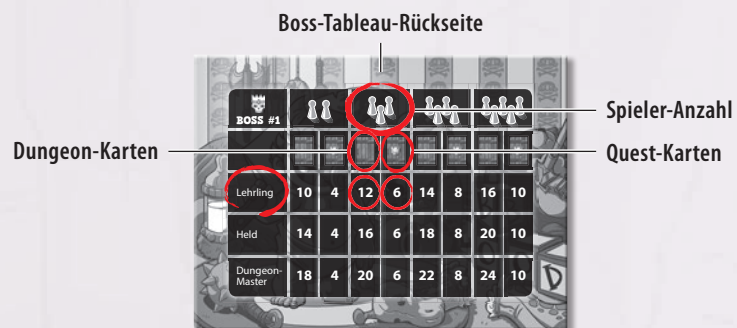 Boss-Tableau-Rückseite
BOSS #1
Spieler-Anzahl
Dungeon-Karten
Quest-Karten
Lehrling 10 4 12 6 14 8 16 10
Held 14 4 16 6 18 8 20 10
Dungeon-
Master 18 4 20 6 22 8 24 10
D